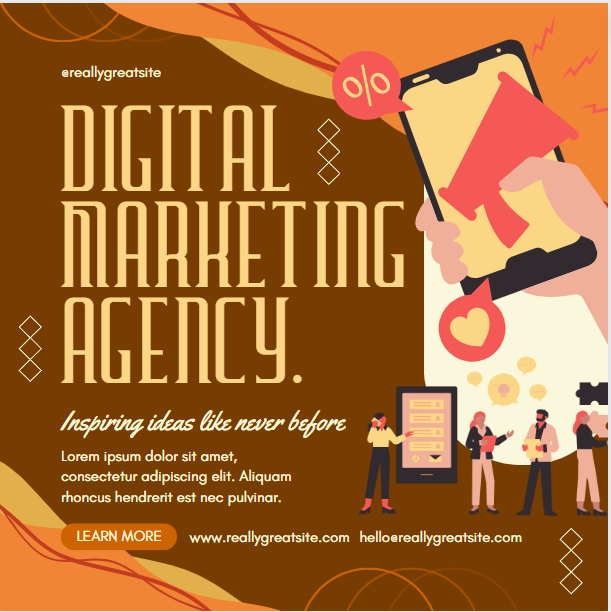 @reallygreatsite
%
DIGITAL
MARKETING
AGENCY.
Inspiring ideas like never before
Lorem ipsum dolor sit amet,
consectetur adipiscing elit. Aliquam
rhoncus hendrerit est nec pulvinar.
LEARN MORE www.reallygreatsite.com hello@reallygreatsite.com